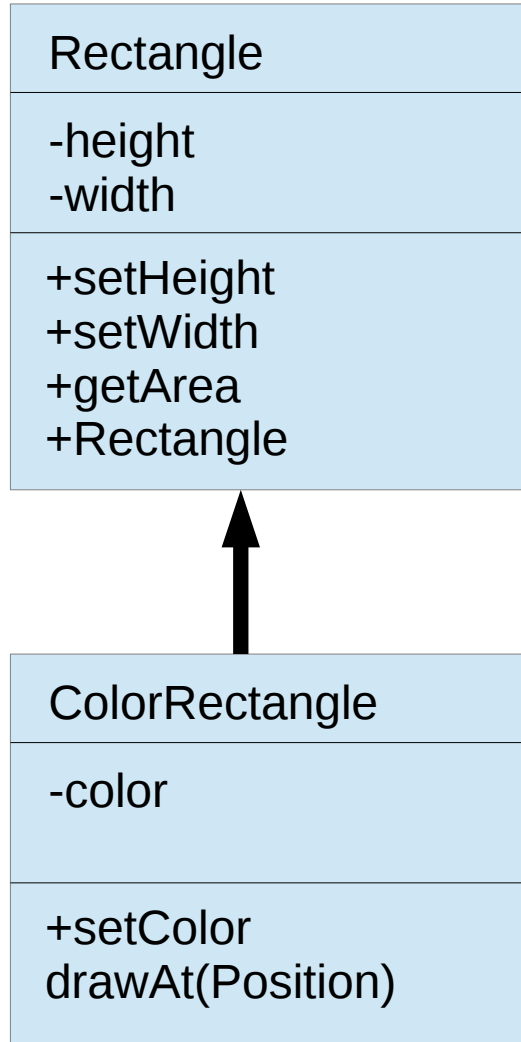 Rectangle
-height
-width
+setHeight
+setWidth
+getArea
+Rectangle
ColorRectangle
-color
+setColor
drawAt(Position)